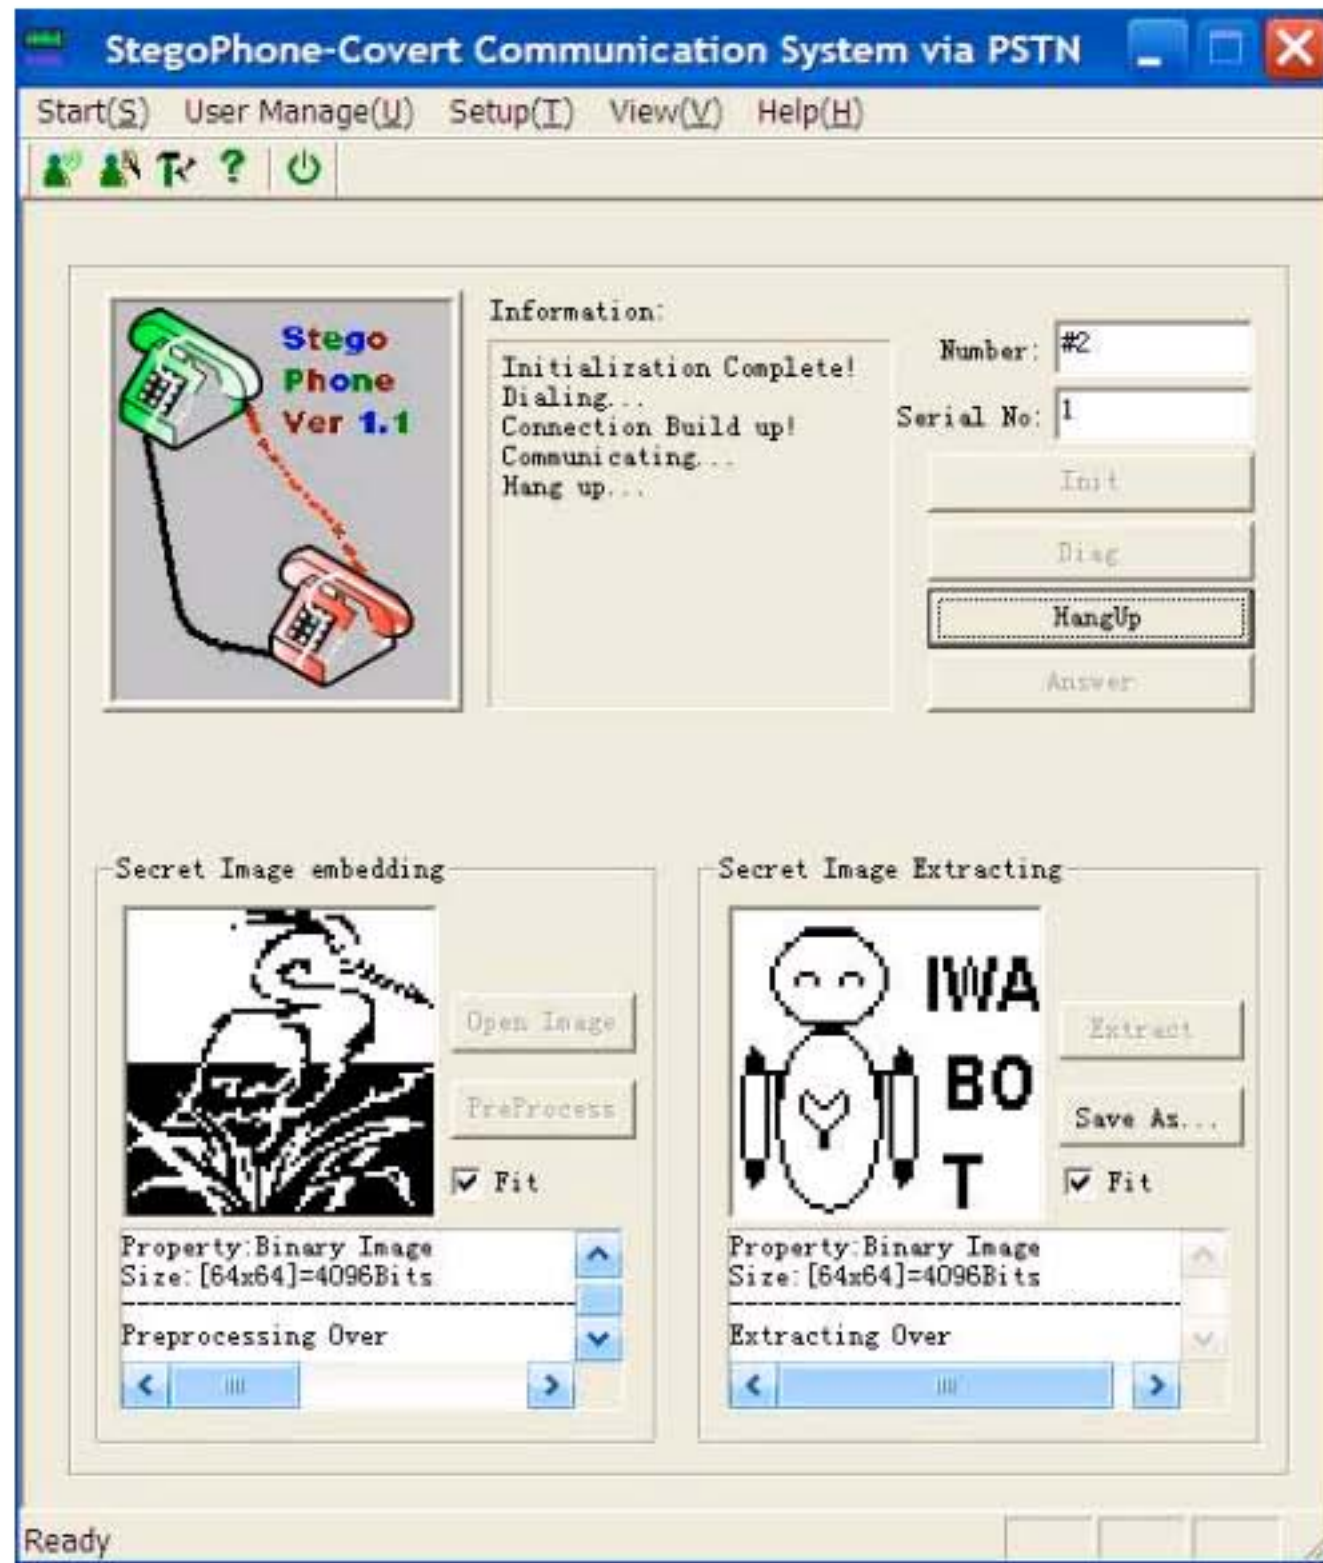 StegoPhone-Covert Communication System via PSTN
Start(S) User Manage(U) Setup(T) View(V) Help(H)
Stego
Phone
Ver 1.1
Information:
Initialization Complete!
Dialing...
Connection Build up!
Communicating...
Hang up...
Number: #2
Serial No: 1
Init
Diag
HangUp
Answer
Secret Image embedding
Open Image
PreProcess
Fit
Property:Binary Image
Size:[64x64]=4096Bits
--------------------------------
Preprocessing Over
Secret Image Extracting
IWA
BO
T
Extract
Save As...
Fit
Property:Binary Image
Size:[64x64]=4096Bits
--------------------------------
Extracting Over
Ready